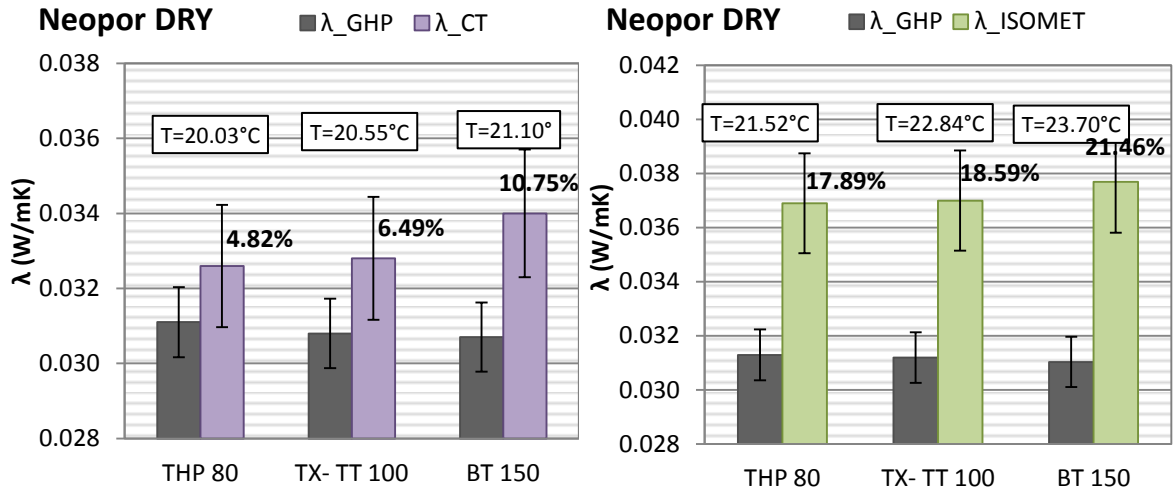 Neopor DRY
λ_GHP λ_CT
λ (W/mK)
0.038
0.036
0.034
0.032
0.030
0.028
T=20.03°C T=20.55°C T=21.10°
4.82% 6.49% 10.75%
THP 80 TX- TT 100 BT 150
Neopor DRY
λ_GHP λ_ISOMET
λ (W/mK)
0.042
0.040
0.038
0.036
0.034
0.032
0.030
0.028
T=21.52°C T=22.84°C T=23.70°C
17.89% 18.59% 21.46%
THP 80 TX- TT 100 BT 150